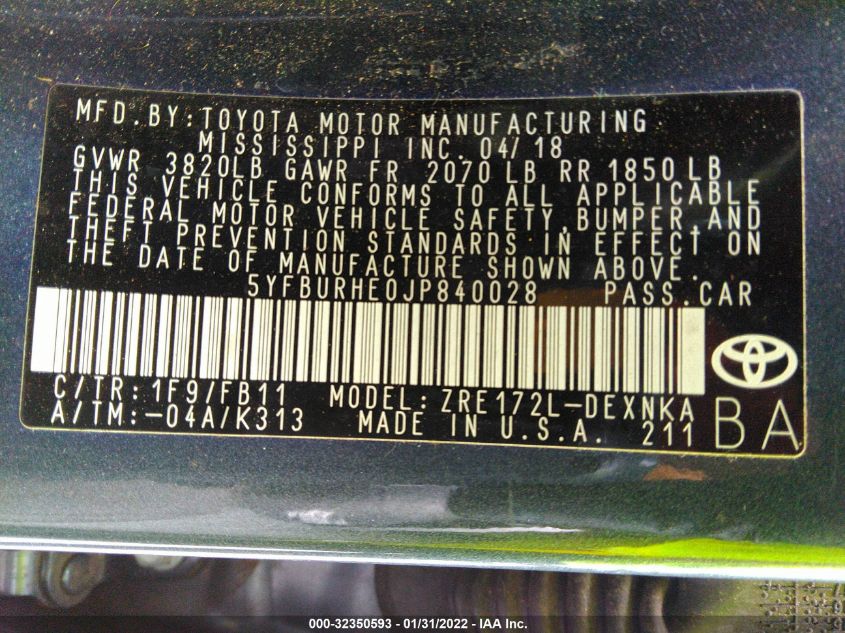 MFD. BY: TOYOTA MOTOR MANUFACTURING
MISSISSIPPI INC. 04/18
GVWR 3820LB GAWR FR 2070 LB RR 1850 LB
THIS VEHICLE CONFORMS TO ALL APPLICABLE
FEDERAL MOTOR VEHICLE SAFETY, BUMPER, AND
THEFT PREVENTION STANDARDS IN EFFECT ON
THE DATE OF MANUFACTURE SHOWN ABOVE.
5YFBURHE0JP840028 PASS. CAR
C/TR: 1F9/FB11 MODEL: ZRE172L-DEXNKA
A/TM: -04A/K313 MADE IN U.S.A. 211 BA
000-32350593 - 01/31/2022 - IAA Inc.